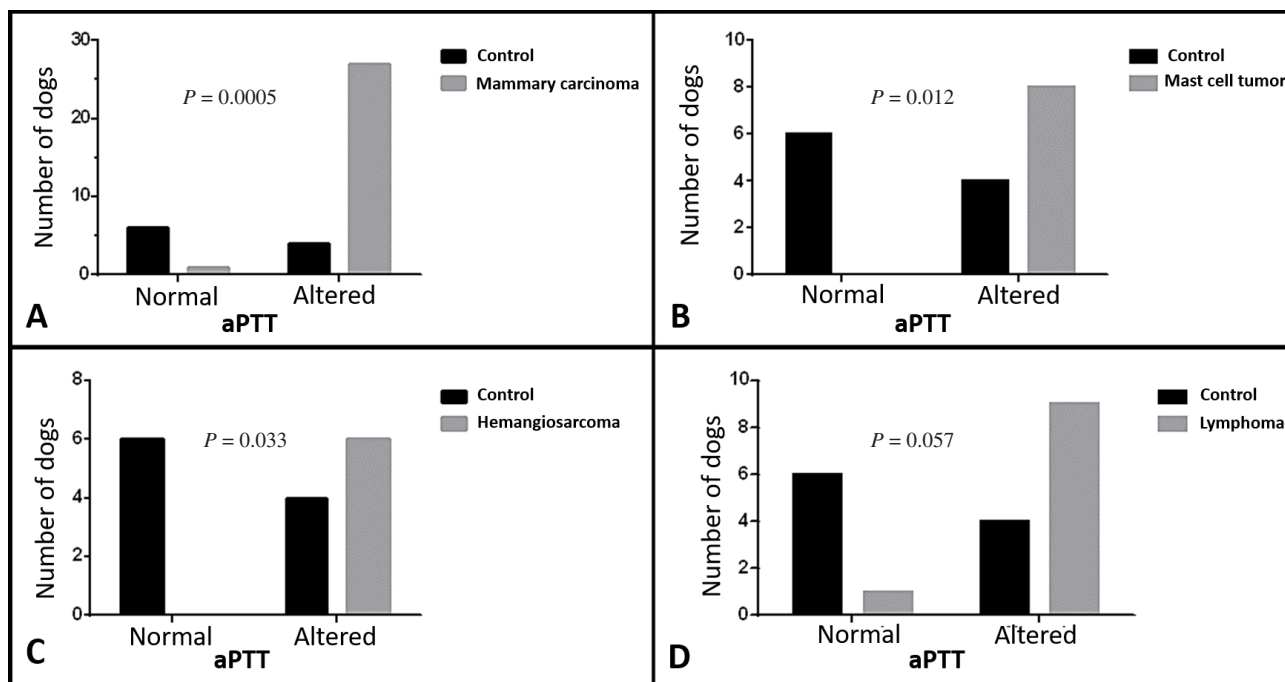 30
20
10
0
Number of dogs
P = 0.0005
Control
Mammary carcinoma
Normal
Altered
aPTT
A
10
8
6
4
2
0
Number of dogs
P = 0.012
Control
Mast cell tumor
Normal
Altered
aPTT
B
8
6
4
2
0
Number of dogs
P = 0.033
Control
Hemangiosarcoma
Normal
Altered
aPTT
C
10
8
6
4
2
0
Number of dogs
P = 0.057
Control
Lymphoma
Normal
Altered
aPTT
D